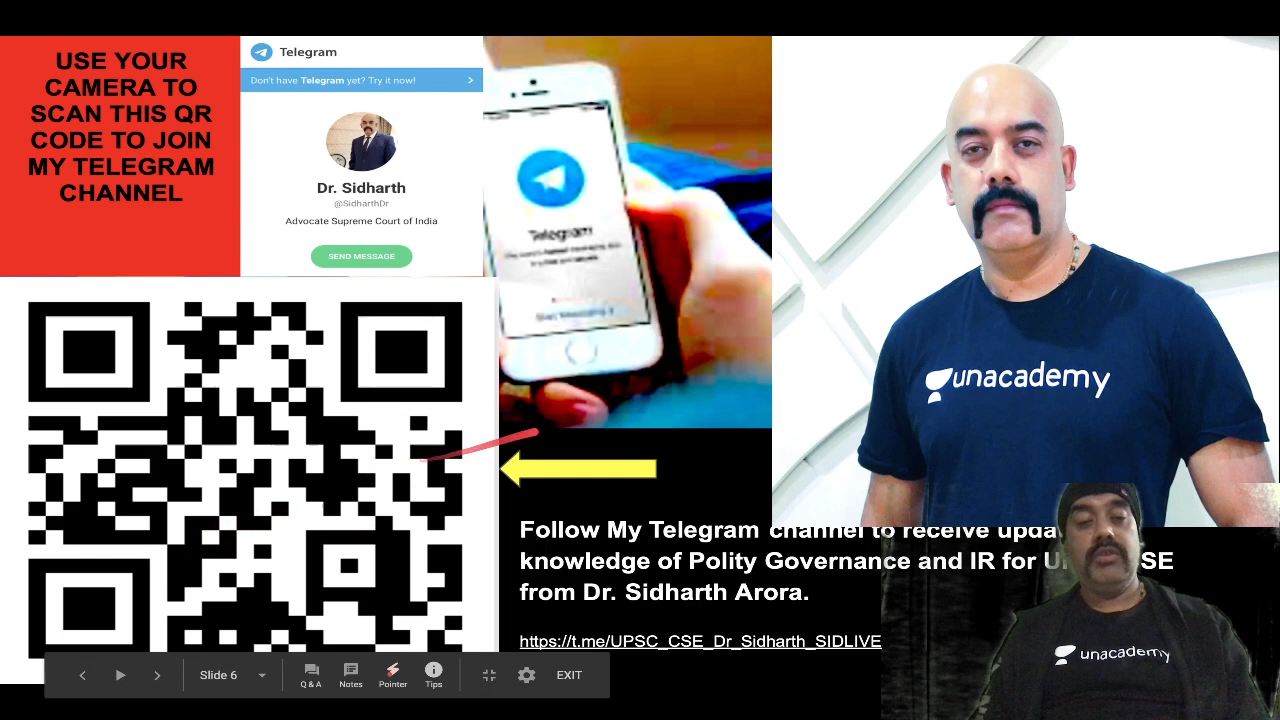 USE YOUR
CAMERA TO
SCAN THIS QR
CODE TO JOIN
MY TELEGRAM
CHANNEL
Telegram
Don't have Telegram yet? Try it now!
Dr. Sidharth
@SidharthDr
Advocate Supreme Court of India
SEND MESSAGE
Telegram
unacademy
Follow My Telegram channel to receive upda
knowledge of Polity Governance and IR for U SE
from Dr. Sidharth Arora.
https://t.me/UPSC_CSE_Dr_Sidharth_SIDLIVE
unacademy
Slide 6
Q & A
Notes
Pointer
Tips
EXIT